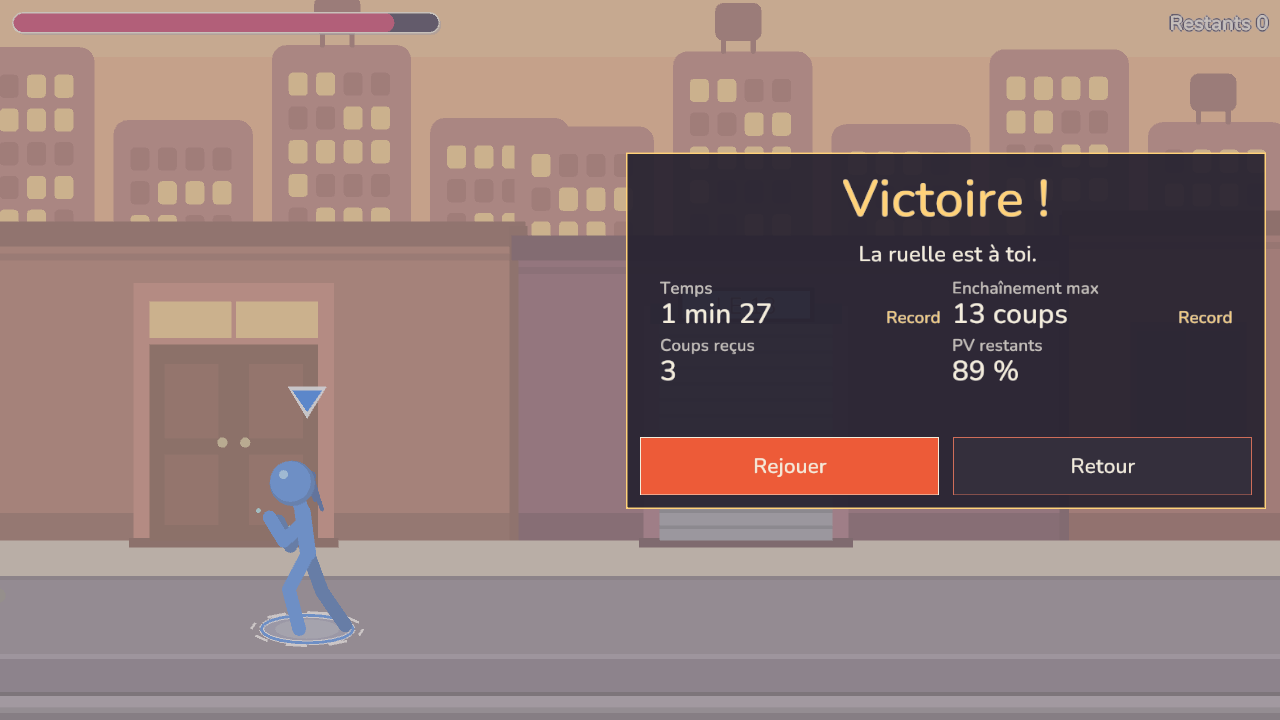 Restants 0
Victoire !
La ruelle est à toi.
Temps
1 min 27 Record
Enchaînement max
13 coups Record
Coups reçus
3
PV restants
89 %
Rejouer
Retour